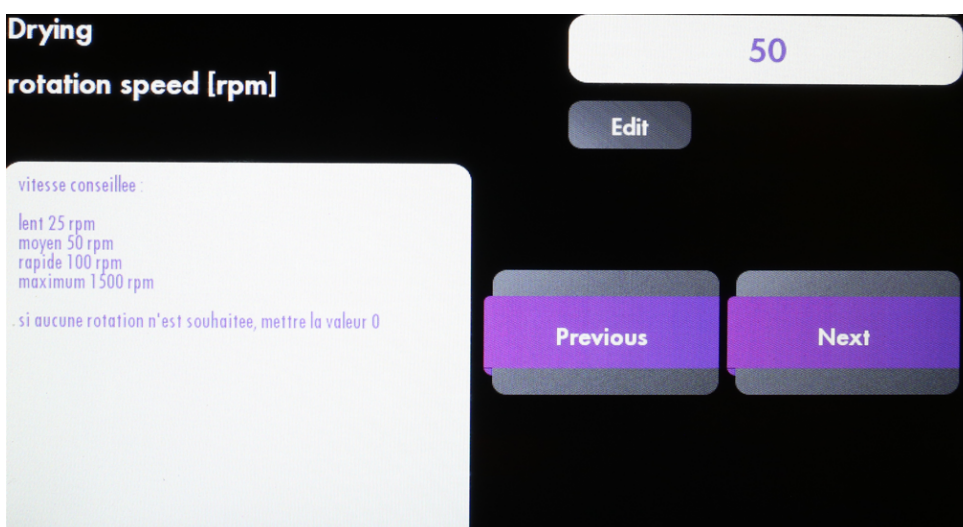 Drying
rotation speed [rpm]
50
Edit
vitesse conseillee :
lent 25 rpm
moyen 50 rpm
rapide 100 rpm
maximum 1500 rpm
. si aucune rotation n'est souhaitee, mettre la valeur 0
Previous
Next